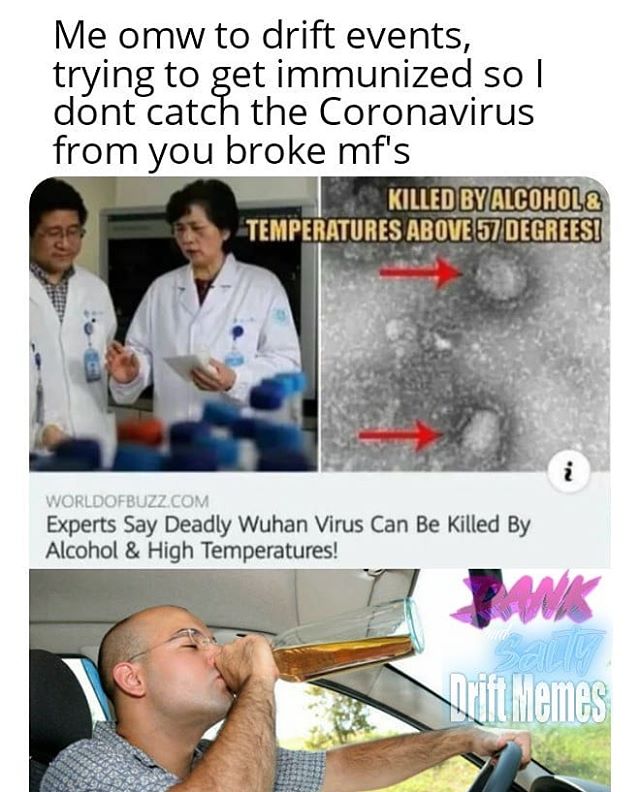 Me omw to drift events,
trying to get immunized so I
dont catch the Coronavirus
from you broke mf's
KILLED BY ALCOHOL &
TEMPERATURES ABOVE 57 DEGREES!
i
WORLDOFBUZZ.COM
Experts Say Deadly Wuhan Virus Can Be Killed By
Alcohol & High Temperatures!
DANK
Salty
Drift Memes